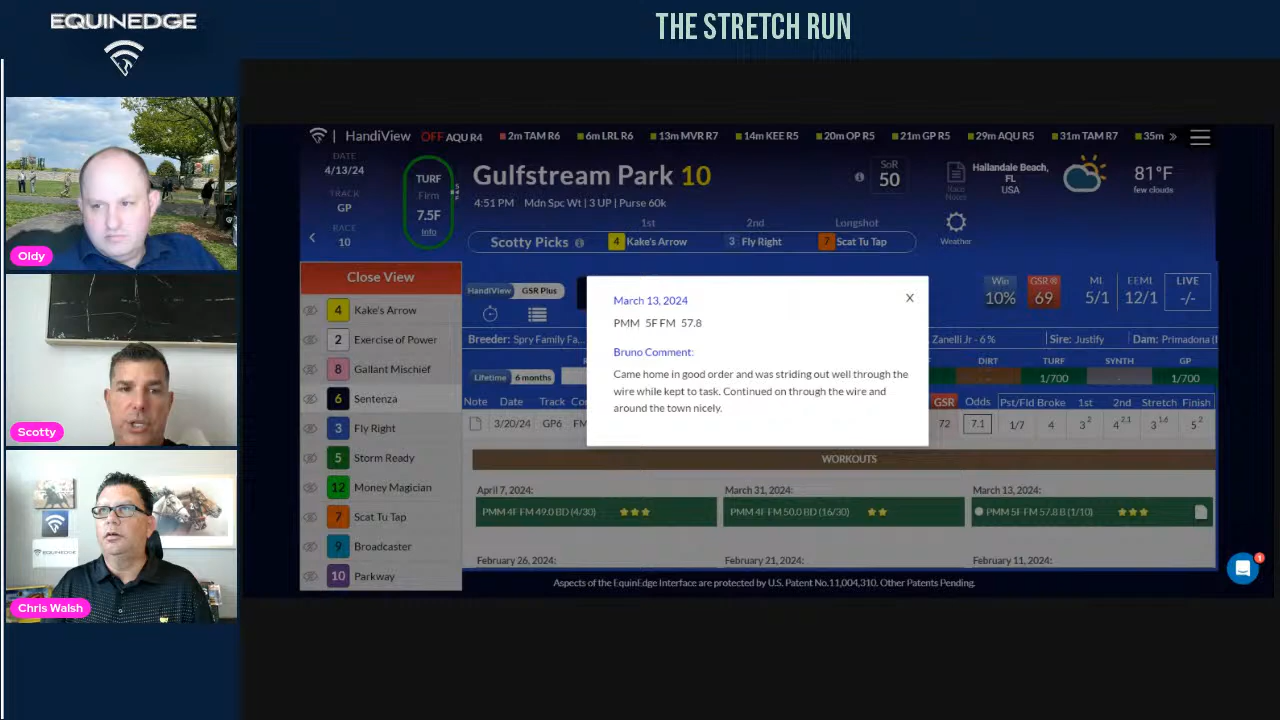 EQUINEDGE
THE STRETCH RUN
HandiView OFF AQU R4 2m TAM R6 6m LRL R6 13m MVR R7 14m KEE R5 20m OP R5 21m GP R5 29m AQU R5 31m TAM R7 35m »
DATE
4/13/24
TRACK
GP
RACE
10
TURF
Firm
7.5F
Info
Gulfstream Park 10
4:51 PM Mdn Spc Wt | 3 UP | Purse 60k
SoR
50
Race Notes
Hallandale Beach,
FL
USA
81°F
few clouds
Weather
1st 2nd Longshot
Scotty Picks 4 Kake's Arrow 3 Fly Right 7 Scat Tu Tap
Close View
4 Kake's Arrow
2 Exercise of Power
8 Gallant Mischief
6 Sentenza
3 Fly Right
5 Storm Ready
12 Money Magician
7 Scat Tu Tap
9 Broadcaster
10 Parkway
HandiView GSR Plus
Win
10%
GSR
69
ML
5/1
EEML
12/1
LIVE
-/-
Breeder: Spry Family Fa...
Zanelli Jr - 6% Sire: Justify Dam: Primadona
DIRT TURF SYNTH GP
Lifetime 6 months
- 1/700 - 1/700
Note Date Track
GSR Odds Pst/Fld Broke 1st 2nd Stretch Finish
3/20/24 GP6
72 7.1 1/7 4 3 2 4 2.1 3 1.6 5 2
March 13, 2024
X
PMM 5F FM 57.8
Bruno Comment:
Came home in good order and was striding out well through the
wire while kept to task. Continued on through the wire and
around the town nicely.
WORKOUTS
April 7, 2024: March 31, 2024: March 13, 2024:
PMM 4F FM 49.0 BD (4/30) PMM 4F FM 50.0 BD (16/30) PMM 5F FM 57.8 B (1/10)
February 26, 2024: February 21, 2024: February 11, 2024:
Aspects of the EquinEdge Interface are protected by U.S. Patent No.11,004,310. Other Patents Pending.
1
Oldy
Scotty
EQUINEDGE
Chris Walsh